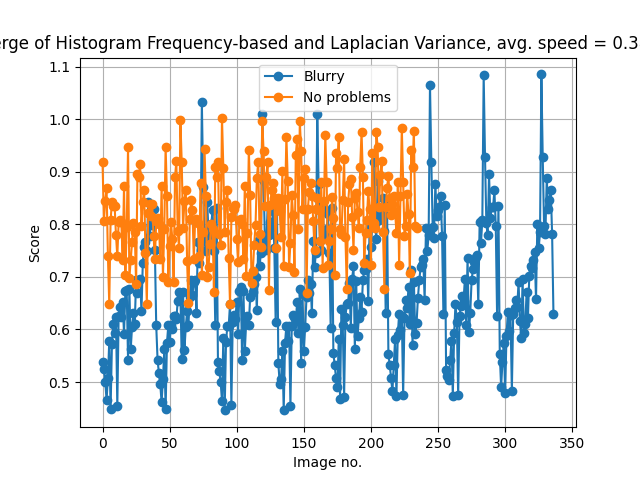 erge of Histogram Frequency-based and Laplacian Variance, avg. speed = 0.3
Blurry
No problems
1.1
1.0
0.9
0.8
0.7
0.6
0.5
Score
0 50 100 150 200 250 300 350
Image no.